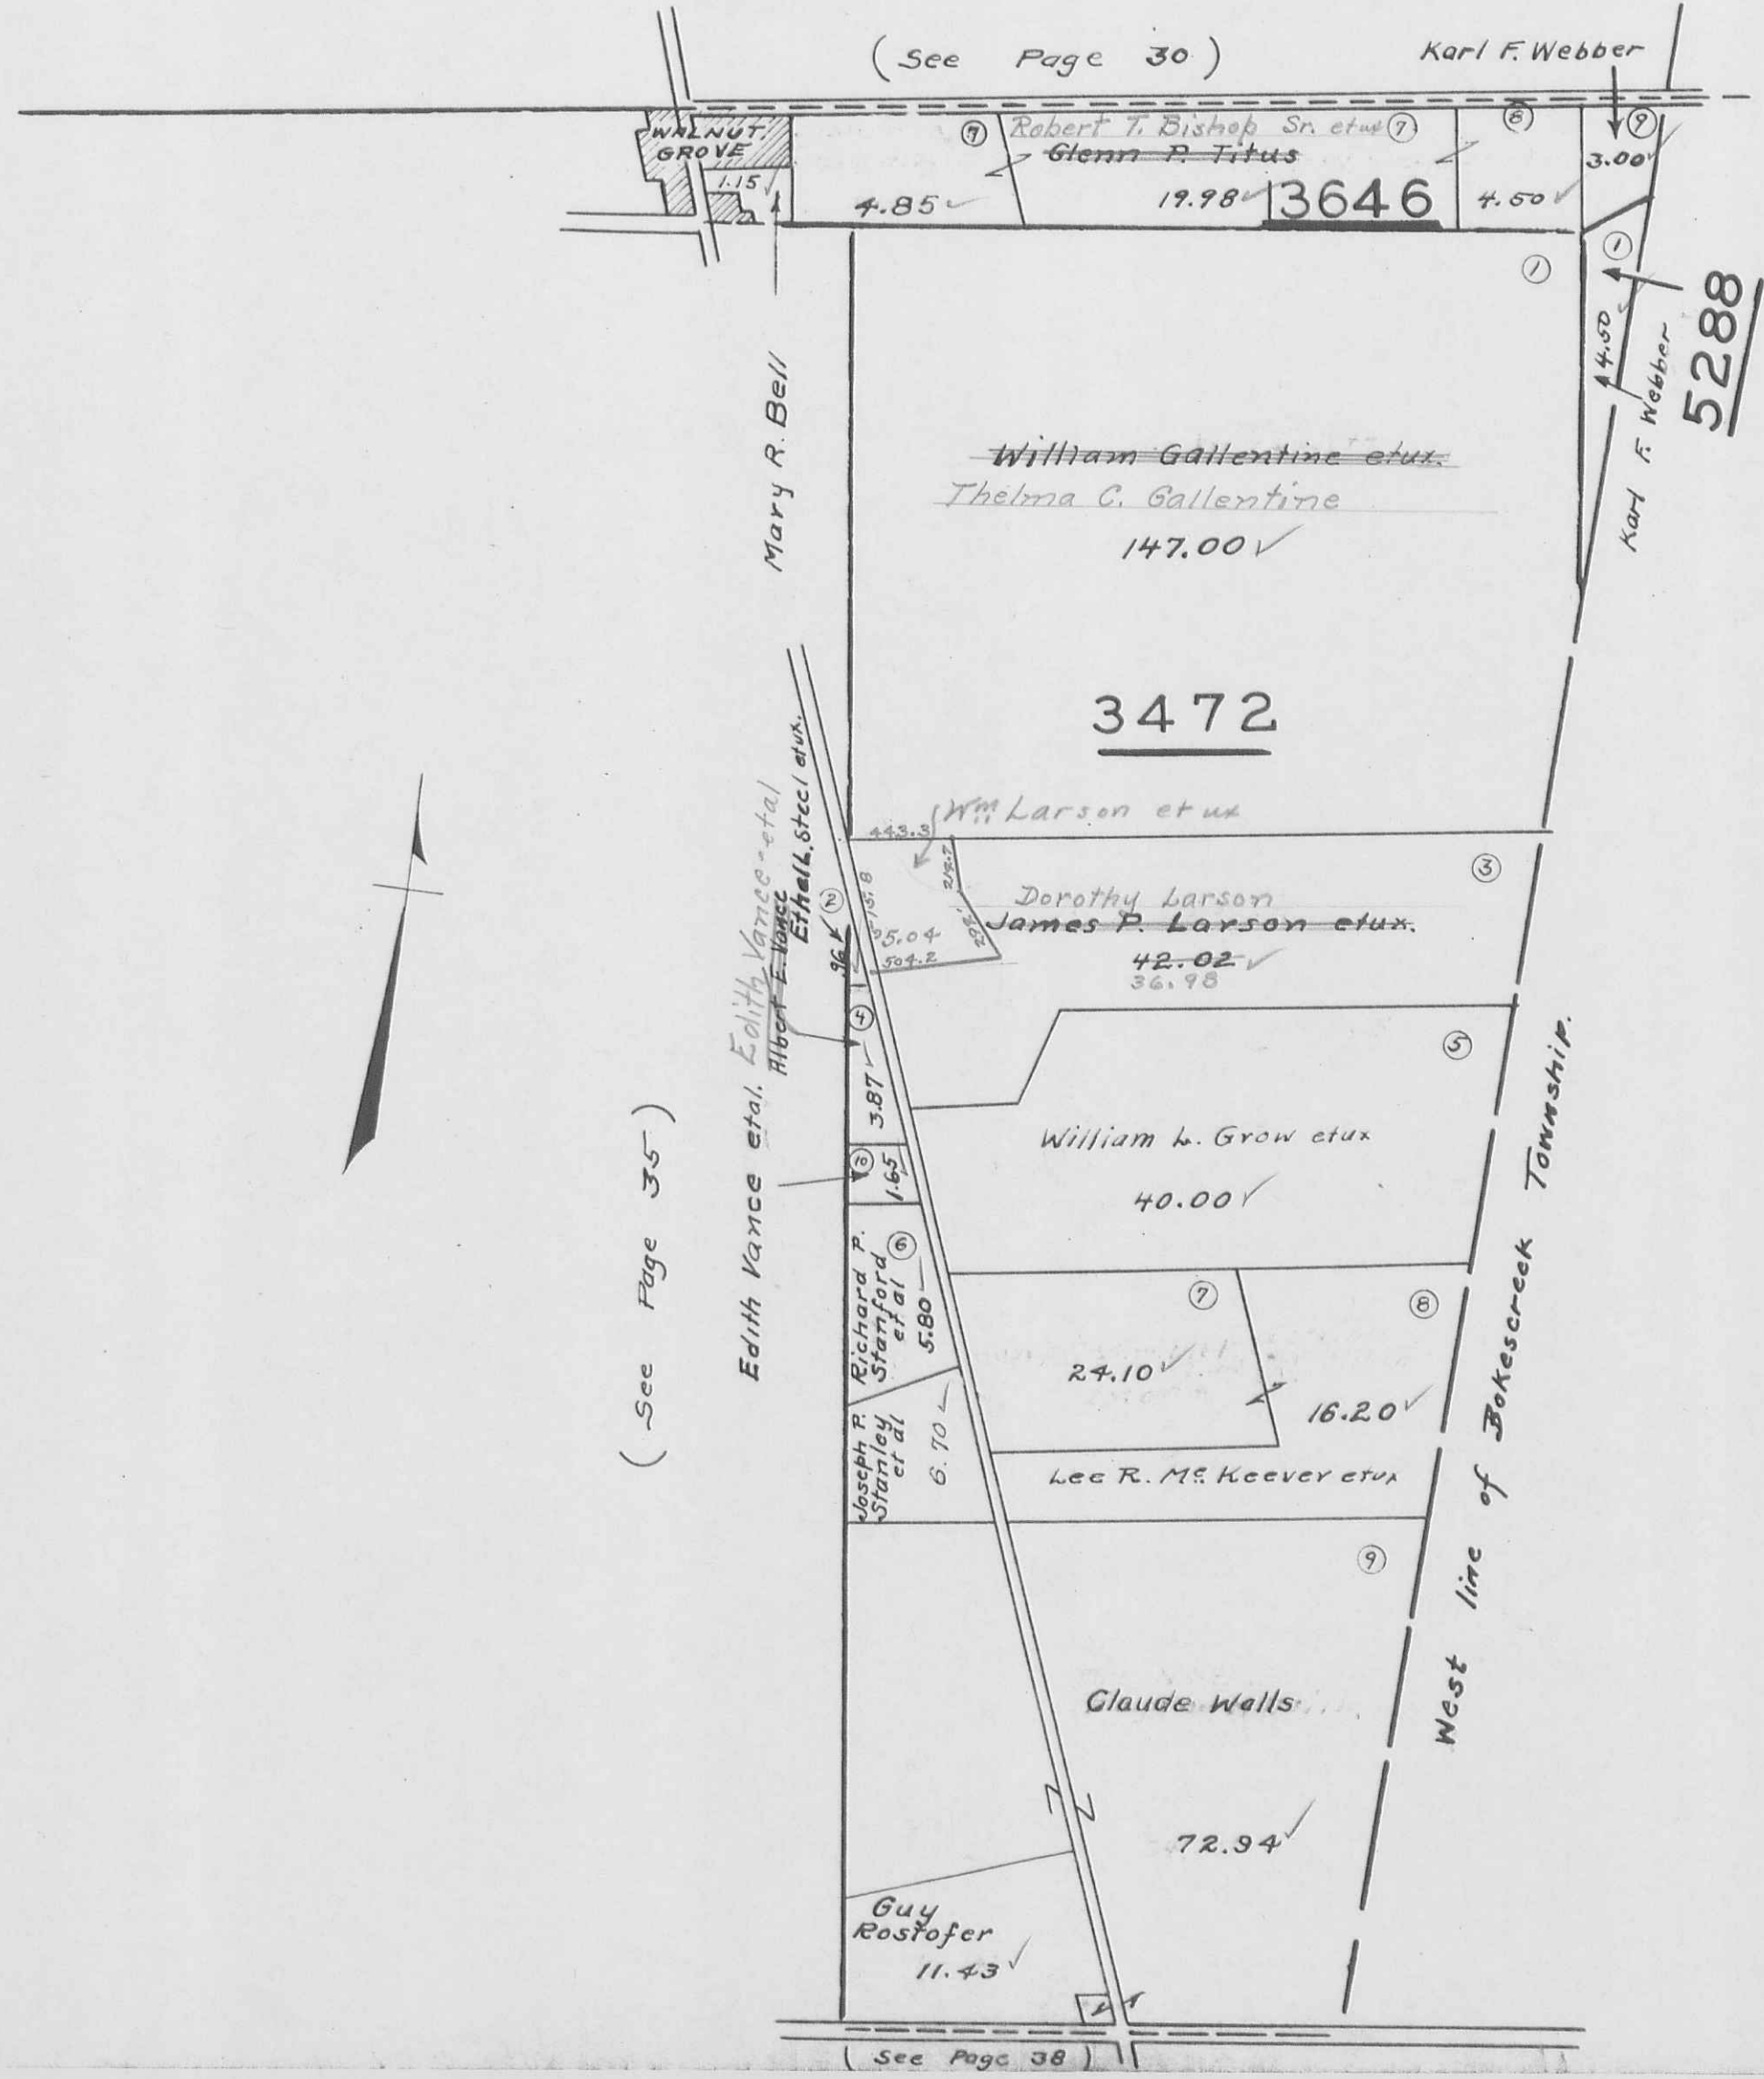 ( See Page 30 )
Karl F. Webber
WALNUT
GROVE
1.15
4.85
Robert T. Bishop Sr. etux 7
Glenn P. Titus
19.98
3646
8
4.50
9
3.00
1
4.50
Karl F. Webber
5288
1
Mary R. Bell
William Gallentine etux.
Thelma C. Gallentine
147.00
3472
Wm Larson et ux
443.3
5.04
504.2
3
Dorothy Larson
James P. Larson etux.
42.02
36.98
Ethel L. Steel etux.
2
.96
Edith Vance etal
Albert E. Vance
4
3.87
Edith Vance etal.
1.65
5
William L. Grow etux
40.00
Richard P.
Stanford
et al
6
5.80
7
24.10
8
16.20
Joseph P.
Stanley
et al
6.70
Lee R. Mc Keever etux
9
Claude Walls
72.94
Guy
Rostofer
11.43
West line of Bokescreek Township.
( See Page 35 )
( See Page 38 )